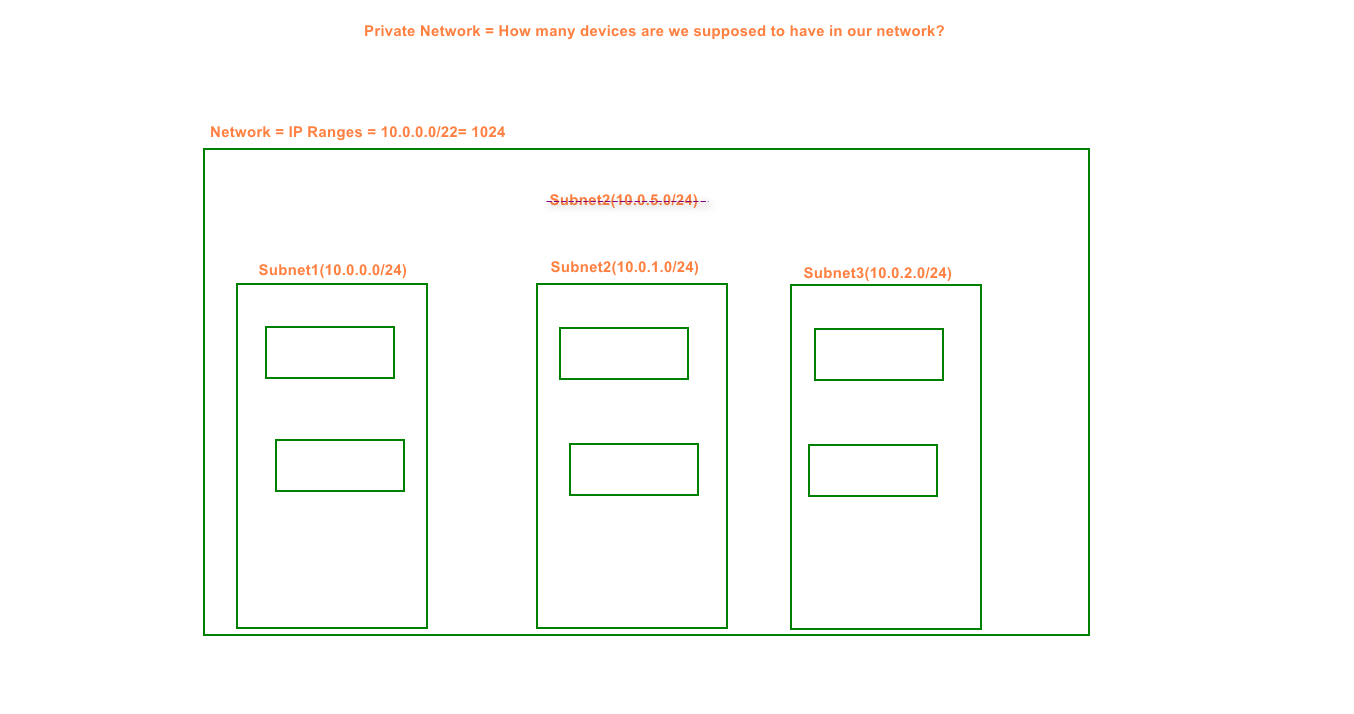 Private Network = How many devices are we supposed to have in our network?
Network = IP Ranges = 10.0.0.0/22= 1024
Subnet2(10.0.5.0/24)
Subnet1(10.0.0.0/24)
Subnet2(10.0.1.0/24)
Subnet3(10.0.2.0/24)